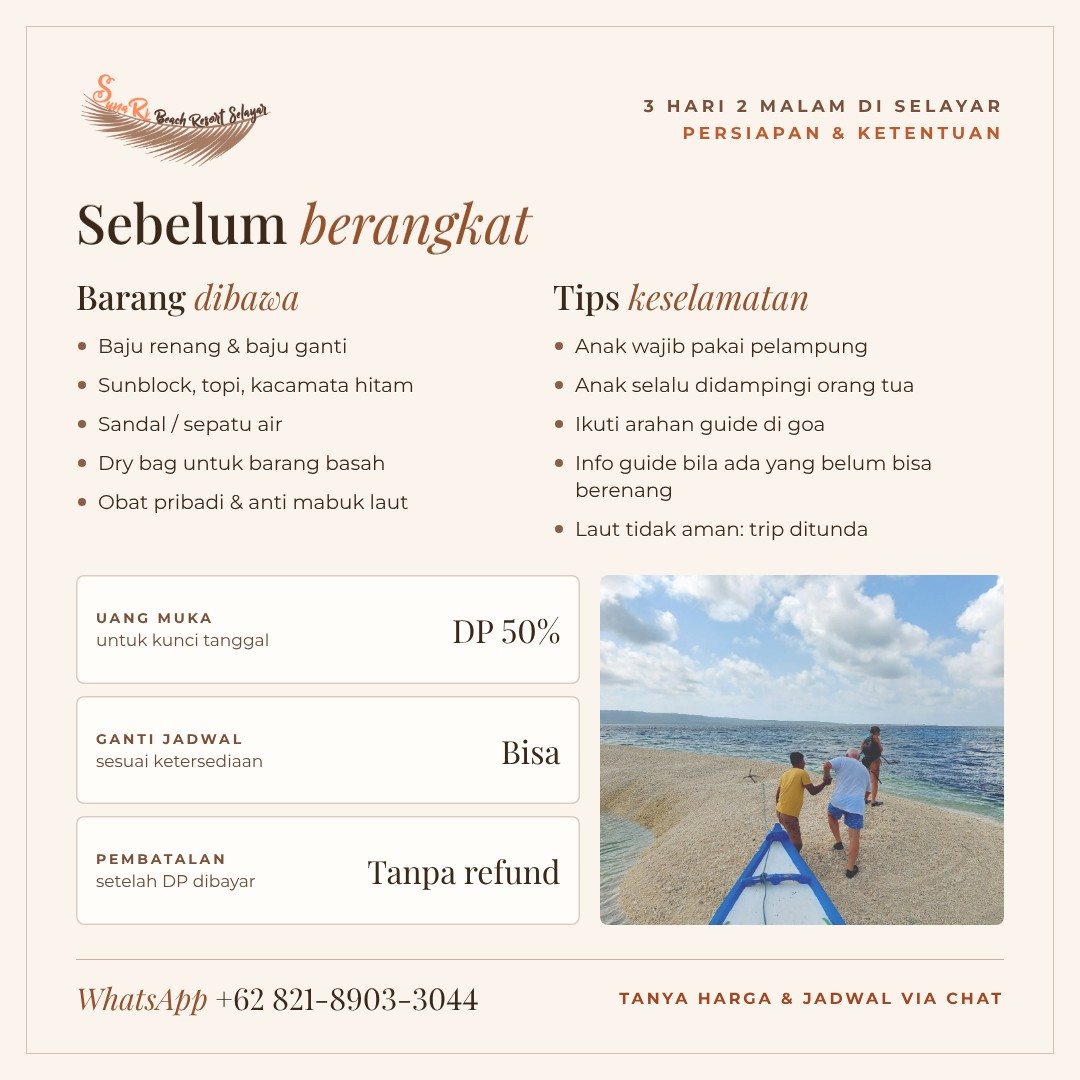 SunaRi Beach Resort Selayar
3 HARI 2 MALAM DI SELAYAR
PERSIAPAN & KETENTUAN
Sebelum berangkat
Barang dibawa
Baju renang & baju ganti
Sunblock, topi, kacamata hitam
Sandal / sepatu air
Dry bag untuk barang basah
Obat pribadi & anti mabuk laut
Tips keselamatan
Anak wajib pakai pelampung
Anak selalu didampingi orang tua
Ikuti arahan guide di goa
Info guide bila ada yang belum bisa
berenang
Laut tidak aman: trip ditunda
UANG MUKA
untuk kunci tanggal
DP 50%
GANTI JADWAL
sesuai ketersediaan
Bisa
PEMBATALAN
setelah DP dibayar
Tanpa refund
WhatsApp +62 821-8903-3044
TANYA HARGA & JADWAL VIA CHAT